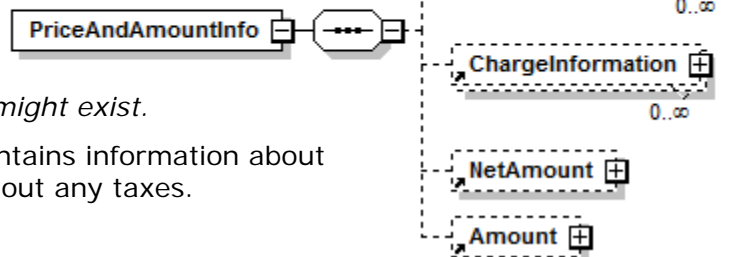 0..∞
PriceAndAmountInfo
ChargeInformation
0..∞
might exist.
ntains information about
out any taxes.
NetAmount
Amount